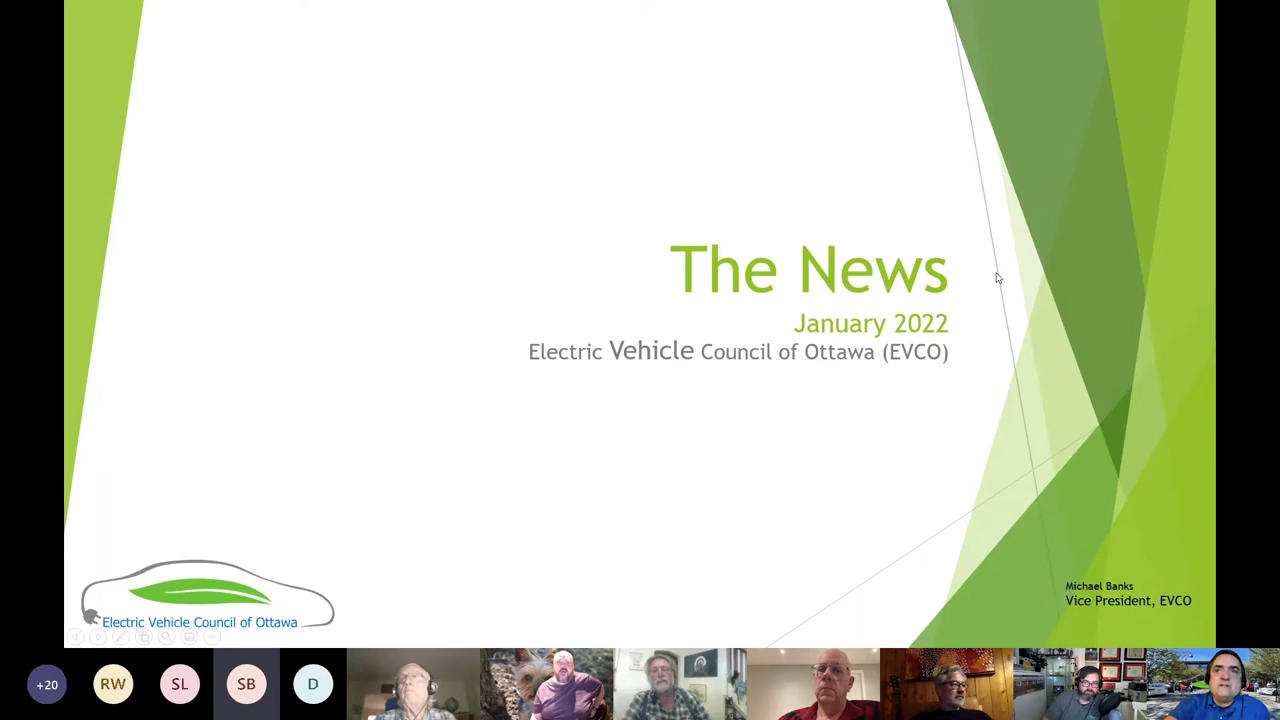 The News
January 2022
Electric Vehicle Council of Ottawa (EVCO)
Electric Vehicle Council of Ottawa
Michael Banks
Vice President, EVCO
+20
RW
SL
SB
D